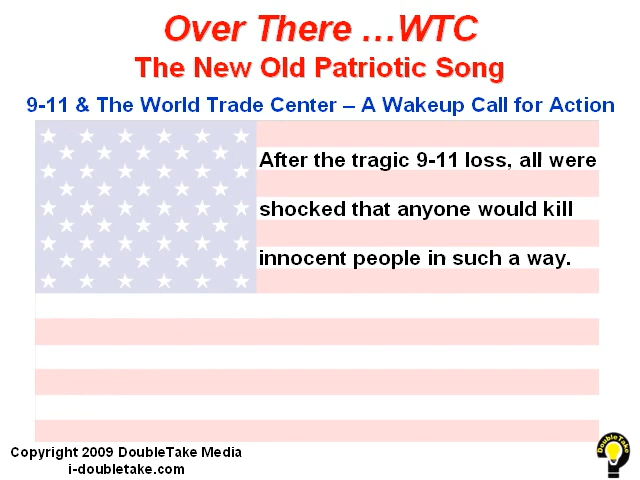 Over There …WTC
The New Old Patriotic Song
9-11 & The World Trade Center – A Wakeup Call for Action
After the tragic 9-11 loss, all were
shocked that anyone would kill
innocent people in such a way.
Copyright 2009 DoubleTake Media
i-doubletake.com
DoubleTake